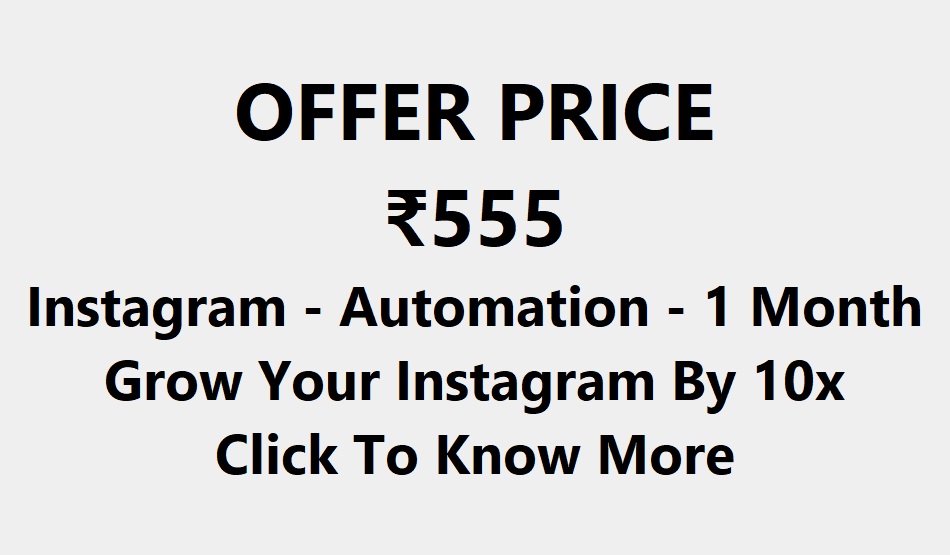 OFFER PRICE
₹555
Instagram - Automation - 1 Month
Grow Your Instagram By 10x
Click To Know More